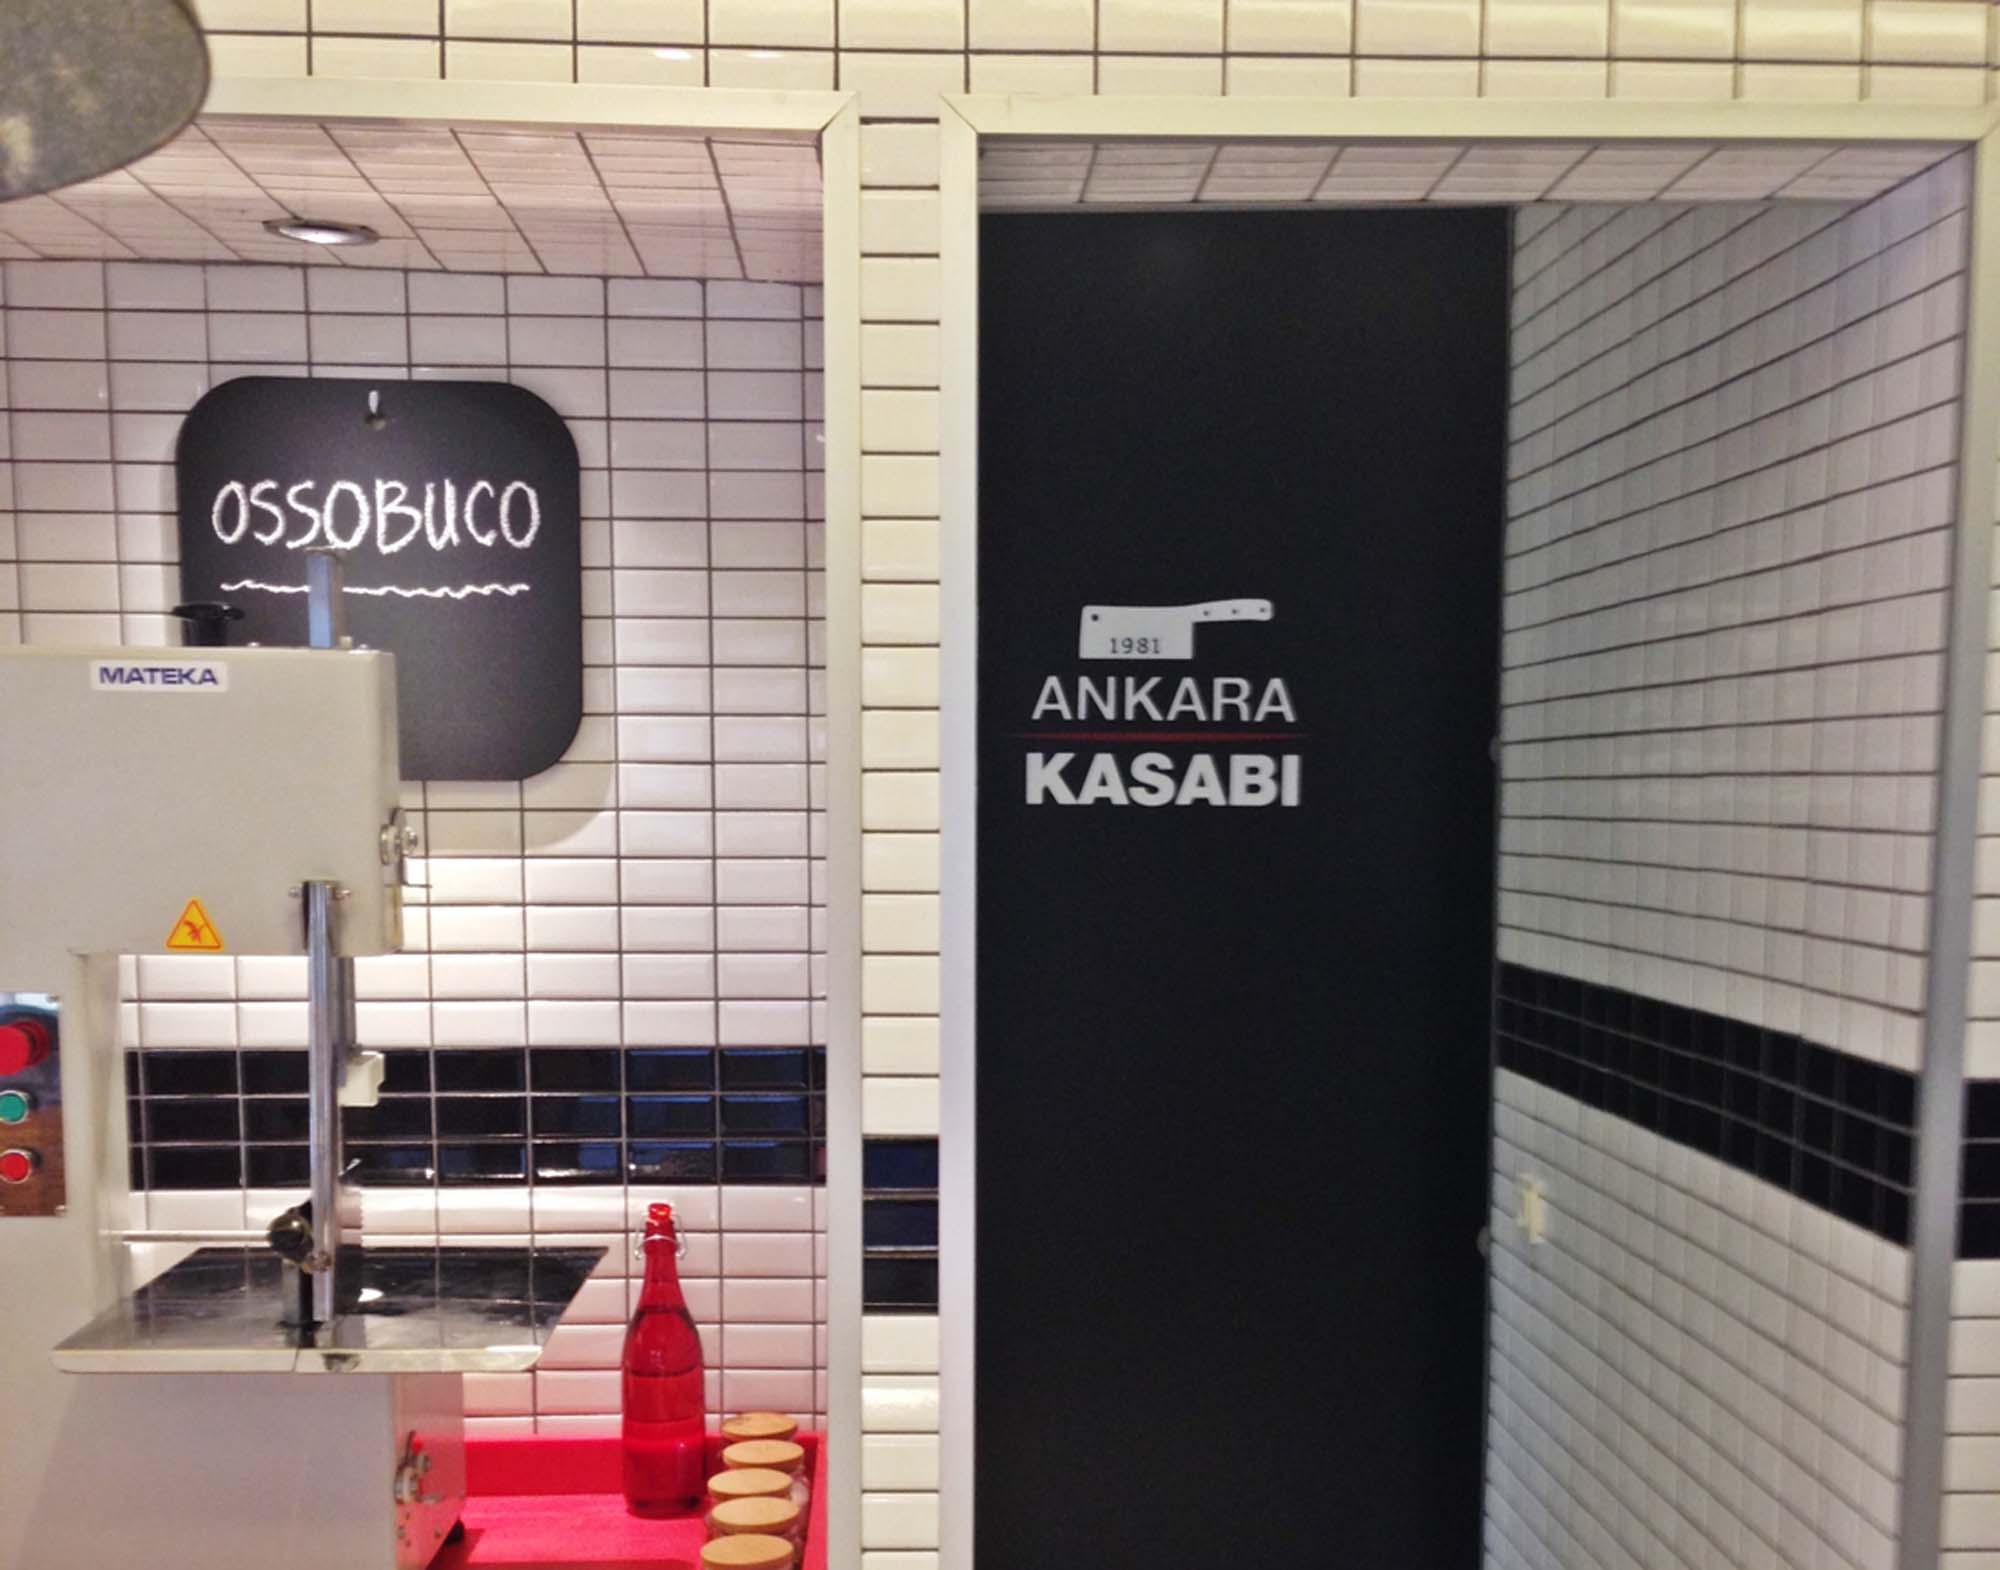 OSSOBUCO
MATEKA
1981
ANKARA
KASABI